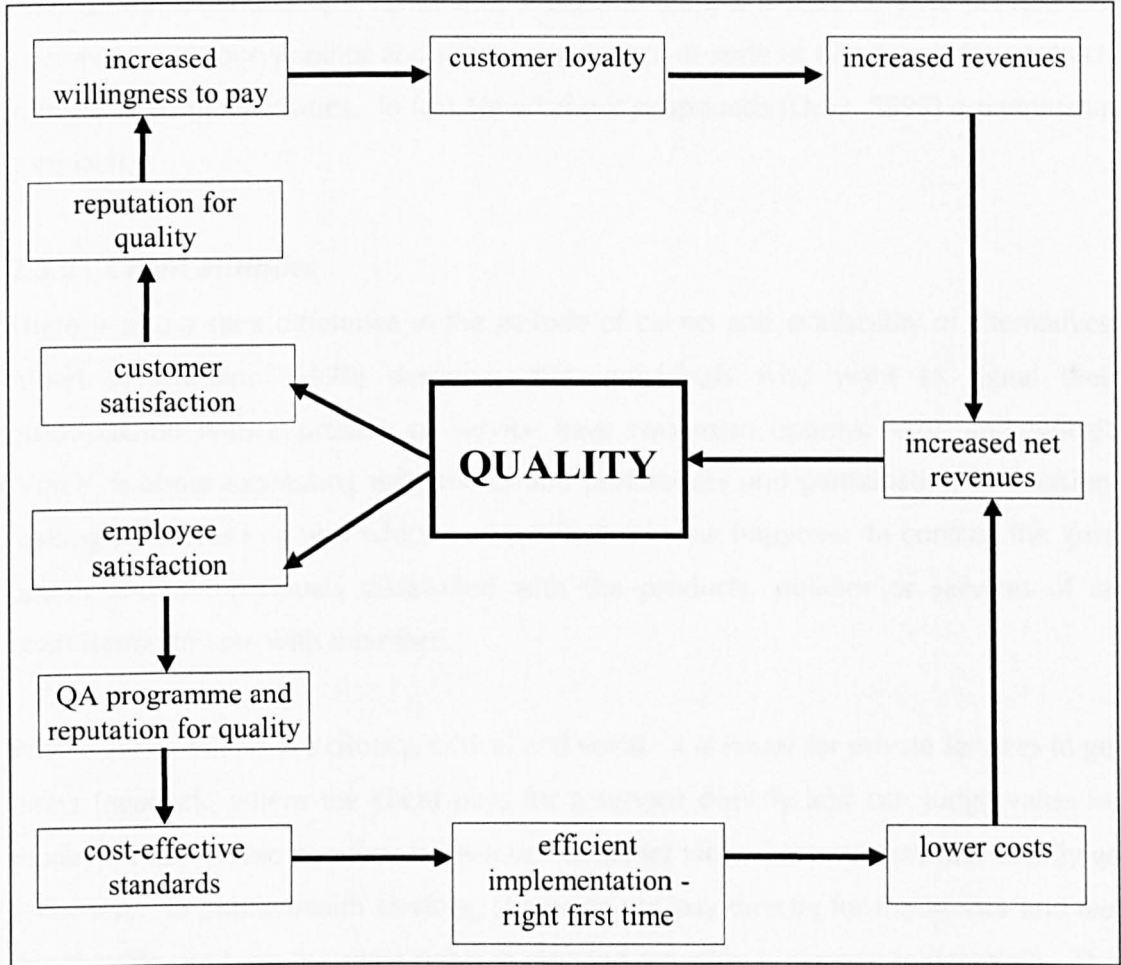 increased
willingness to pay
customer loyalty
increased revenues
reputation for
quality
customer
satisfaction
QUALITY
increased net
revenues
employee
satisfaction
QA programme and
reputation for quality
cost-effective
standards
efficient
implementation -
right first time
lower costs